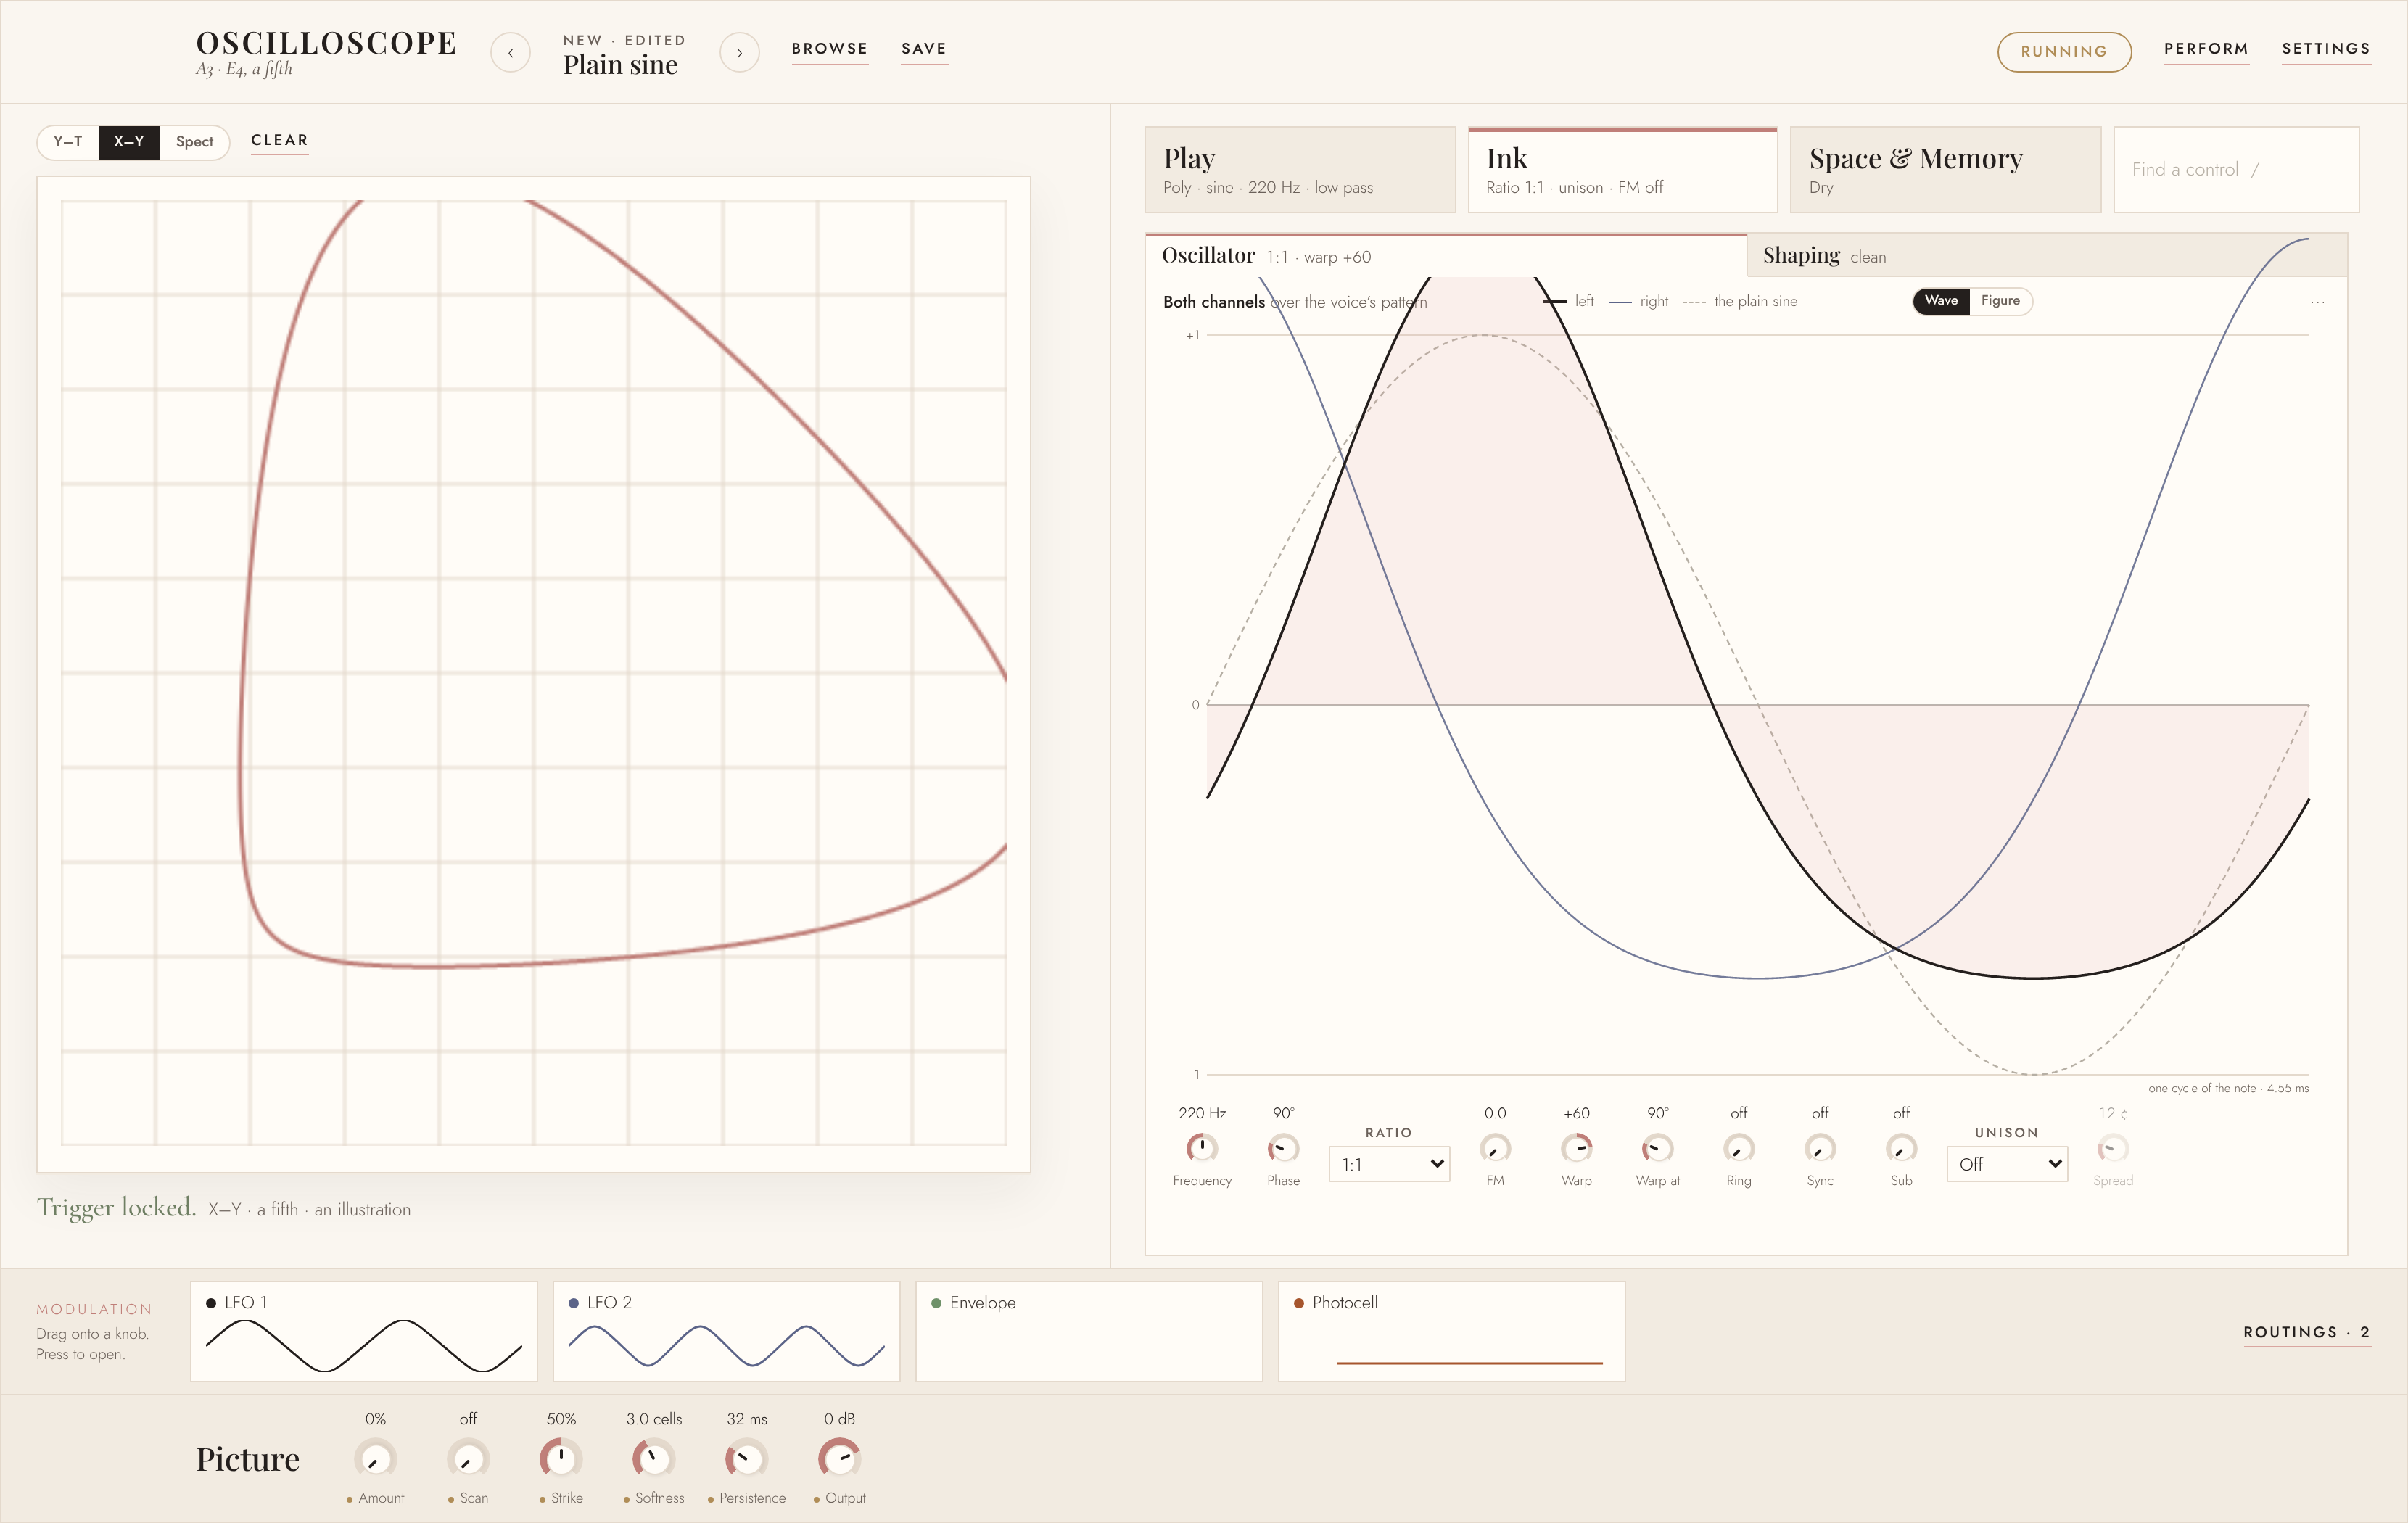 OSCILLOSCOPE
A3 · E4, a fifth
‹
NEW · EDITED
Plain sine
›
BROWSE
SAVE
RUNNING
PERFORM
SETTINGS
Y–T
X–Y
Spect
CLEAR
Play
Poly · sine · 220 Hz · low pass
Ink
Ratio 1:1 · unison · FM off
Space & Memory
Dry
Find a control /
Oscillator 1:1 · warp +60
Shaping clean
Both channels over the voice's pattern
left
right
the plain sine
Wave
Figure
...
+1
0
−1
one cycle of the note · 4.55 ms
220 Hz
Frequency
90°
Phase
RATIO
1:1
0.0
FM
+60
Warp
90°
Warp at
off
Ring
off
Sync
off
Sub
UNISON
Off
12 ¢
Spread
Trigger locked. X–Y · a fifth · an illustration
MODULATION
Drag onto a knob.
Press to open.
LFO 1
LFO 2
Envelope
Photocell
ROUTINGS · 2
Picture
0%
Amount
off
Scan
50%
Strike
3.0 cells
Softness
32 ms
Persistence
0 dB
Output